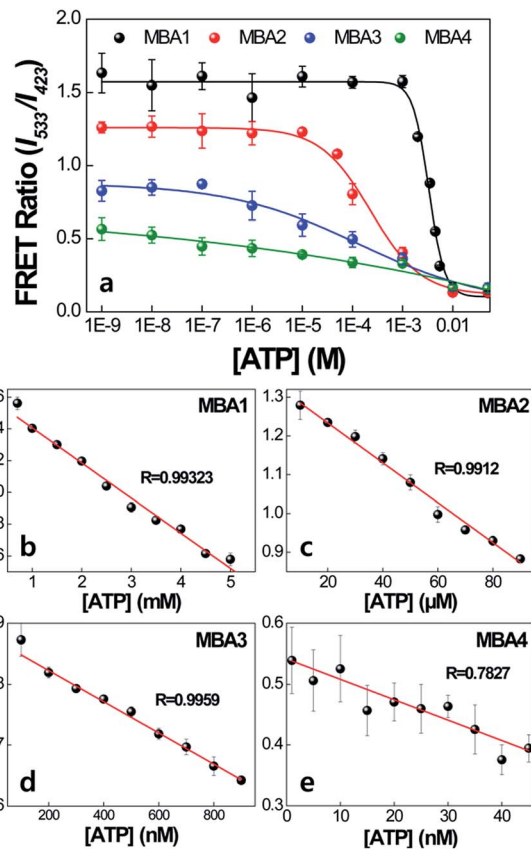 MBA1 MBA2 MBA3 MBA4
2.0
1.5
1.0
0.5
0.0
FRET Ratio (I533/I423)
a
1E-9 1E-8 1E-7 1E-6 1E-5 1E-4 1E-3 0.01
[ATP] (M)
MBA1
R=0.99323
b
1 2 3 4 5
[ATP] (mM)
MBA2
1.3
1.2
1.1
1.0
0.9
R=0.9912
c
20 40 60 80
[ATP] (μM)
MBA3
R=0.9959
d
200 400 600 800
[ATP] (nM)
MBA4
0.6
0.5
0.4
0.3
R=0.7827
e
0 10 20 30 40
[ATP] (nM)